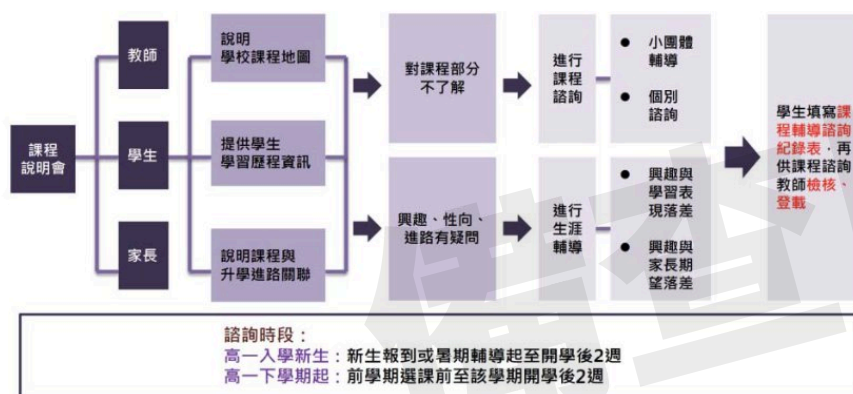 課程
說明會
教師
學生
家長
說明
學校課程地圖
提供學生
學習歷程資訊
說明課程與
升學進路關聯
對課程部分
不了解
興趣、性向、
進路有疑問
進行
課程
諮詢
進行
生涯
輔導
● 小團體
輔導
● 個別
諮詢
● 興趣與
學習表
現落差
● 興趣與
家長期
望落差
學生填寫課
程輔導諮詢
紀錄表，再
供課程諮詢
教師檢核、
登載
諮詢時段：
高一入學新生：新生報到或暑期輔導起至開學後2週
高一下學期起：前學期選課前至該學期開學後2週
備查